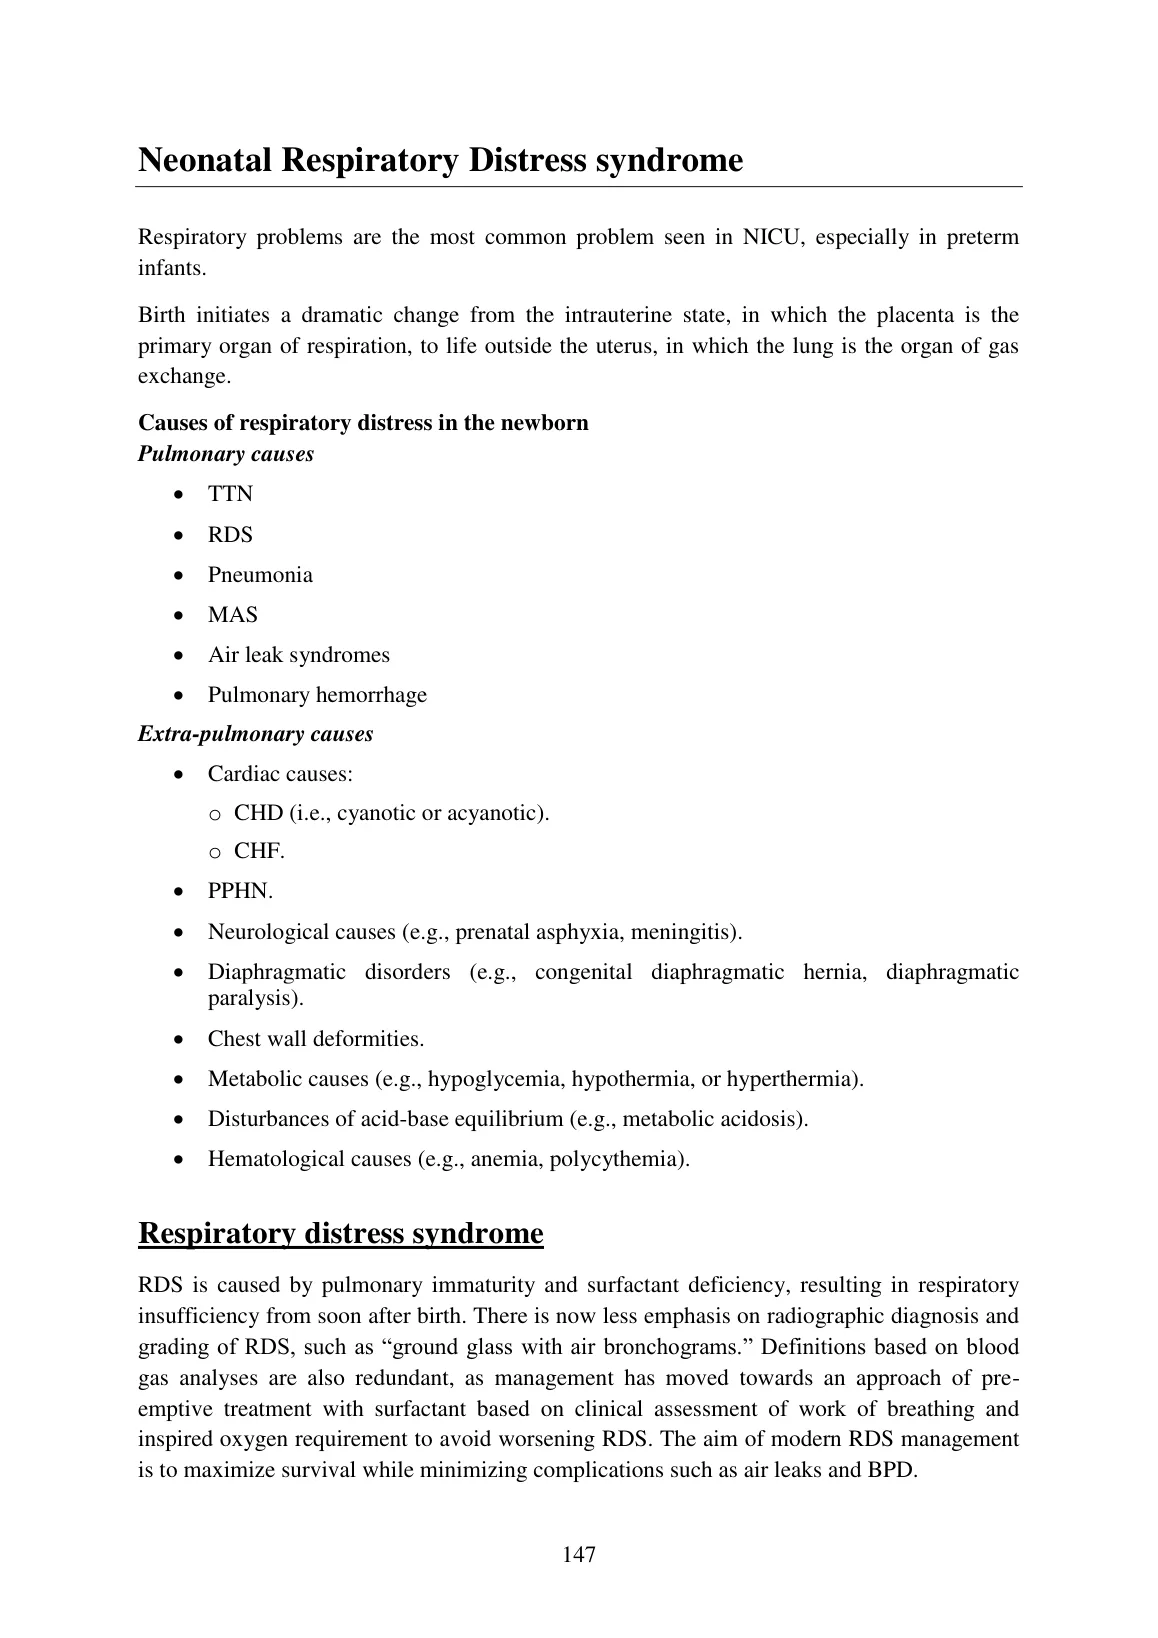 Neonatal Respiratory Distress syndrome
Respiratory problems are the most common problem seen in NICU, especially in preterm
infants.
Birth initiates a dramatic change from the intrauterine state, in which the placenta is the
primary organ of respiration, to life outside the uterus, in which the lung is the organ of gas
exchange.
Causes of respiratory distress in the newborn
Pulmonary causes
• TTN
• RDS
• Pneumonia
• MAS
• Air leak syndromes
• Pulmonary hemorrhage
Extra-pulmonary causes
• Cardiac causes:
o CHD (i.e., cyanotic or acyanotic).
o CHF.
• PPHN.
• Neurological causes (e.g., prenatal asphyxia, meningitis).
• Diaphragmatic disorders (e.g., congenital diaphragmatic hernia, diaphragmatic
paralysis).
• Chest wall deformities.
• Metabolic causes (e.g., hypoglycemia, hypothermia, or hyperthermia).
• Disturbances of acid-base equilibrium (e.g., metabolic acidosis).
• Hematological causes (e.g., anemia, polycythemia).
Respiratory distress syndrome
RDS is caused by pulmonary immaturity and surfactant deficiency, resulting in respiratory
insufficiency from soon after birth. There is now less emphasis on radiographic diagnosis and
grading of RDS, such as “ground glass with air bronchograms.” Definitions based on blood
gas analyses are also redundant, as management has moved towards an approach of pre-
emptive treatment with surfactant based on clinical assessment of work of breathing and
inspired oxygen requirement to avoid worsening RDS. The aim of modern RDS management
is to maximize survival while minimizing complications such as air leaks and BPD.
147